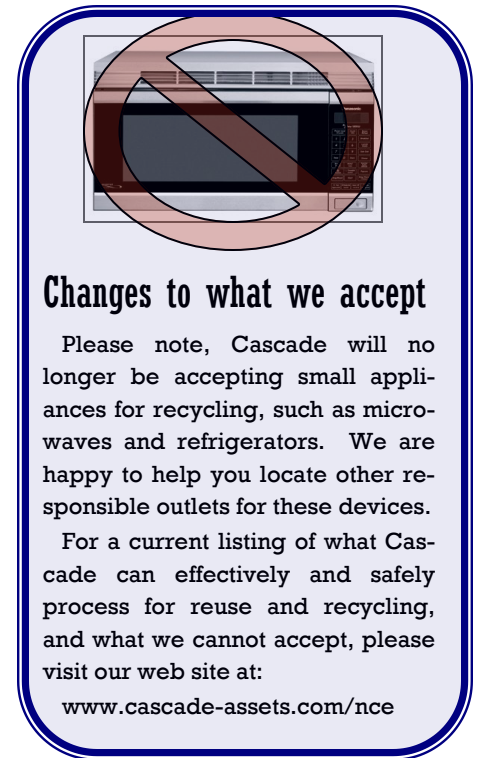 Panasonic
Changes to what we accept
Please note, Cascade will no
longer be accepting small appli-
ances for recycling, such as micro-
waves and refrigerators. We are
happy to help you locate other re-
sponsible outlets for these devices.
For a current listing of what Cas-
cade can effectively and safely
process for reuse and recycling,
and what we cannot accept, please
visit our web site at:
www.cascade-assets.com/nce